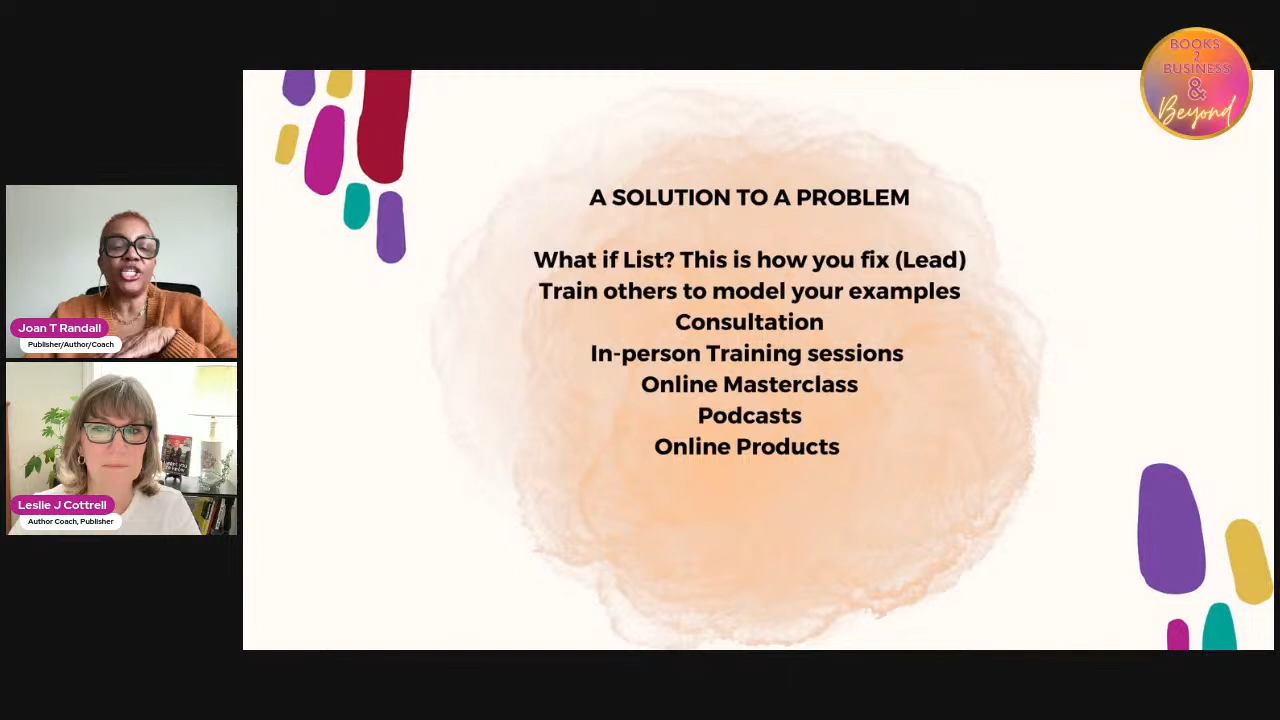 BOOKS
2
BUSINESS
&
Beyond
A SOLUTION TO A PROBLEM
What if List? This is how you fix (Lead)
Train others to model your examples
Consultation
In-person Training sessions
Online Masterclass
Podcasts
Online Products
Joan T Randall
Publisher/Author/Coach
Leslie J Cottrell
Author Coach, Publisher